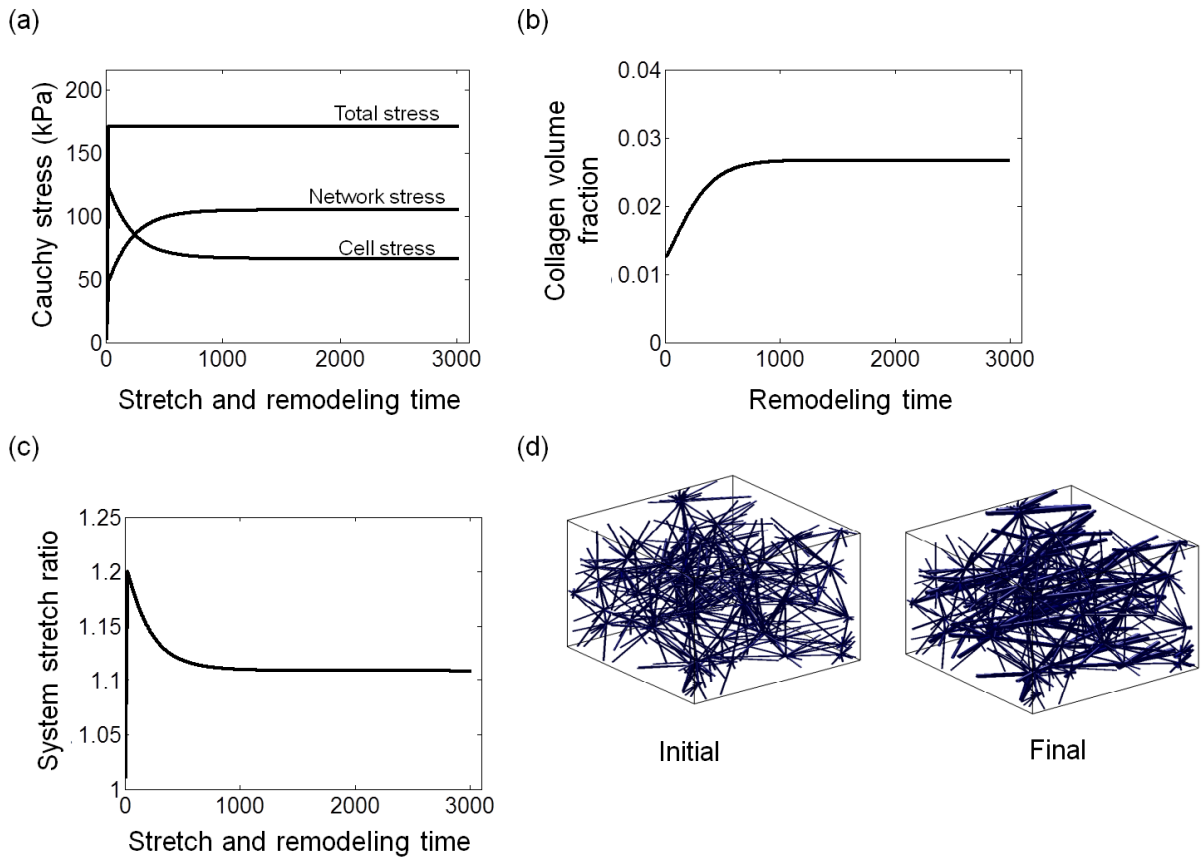 (a)
Cauchy stress (kPa)
200
150
100
50
0
Total stress
Network stress
Cell stress
0 1000 2000 3000
Stretch and remodeling time
(b)
Collagen volume
fraction
0.04
0.03
0.02
0.01
0
0 1000 2000 3000
Remodeling time
(c)
System stretch ratio
1.25
1.2
1.15
1.1
1.05
1
0 1000 2000 3000
Stretch and remodeling time
(d)
Initial
Final